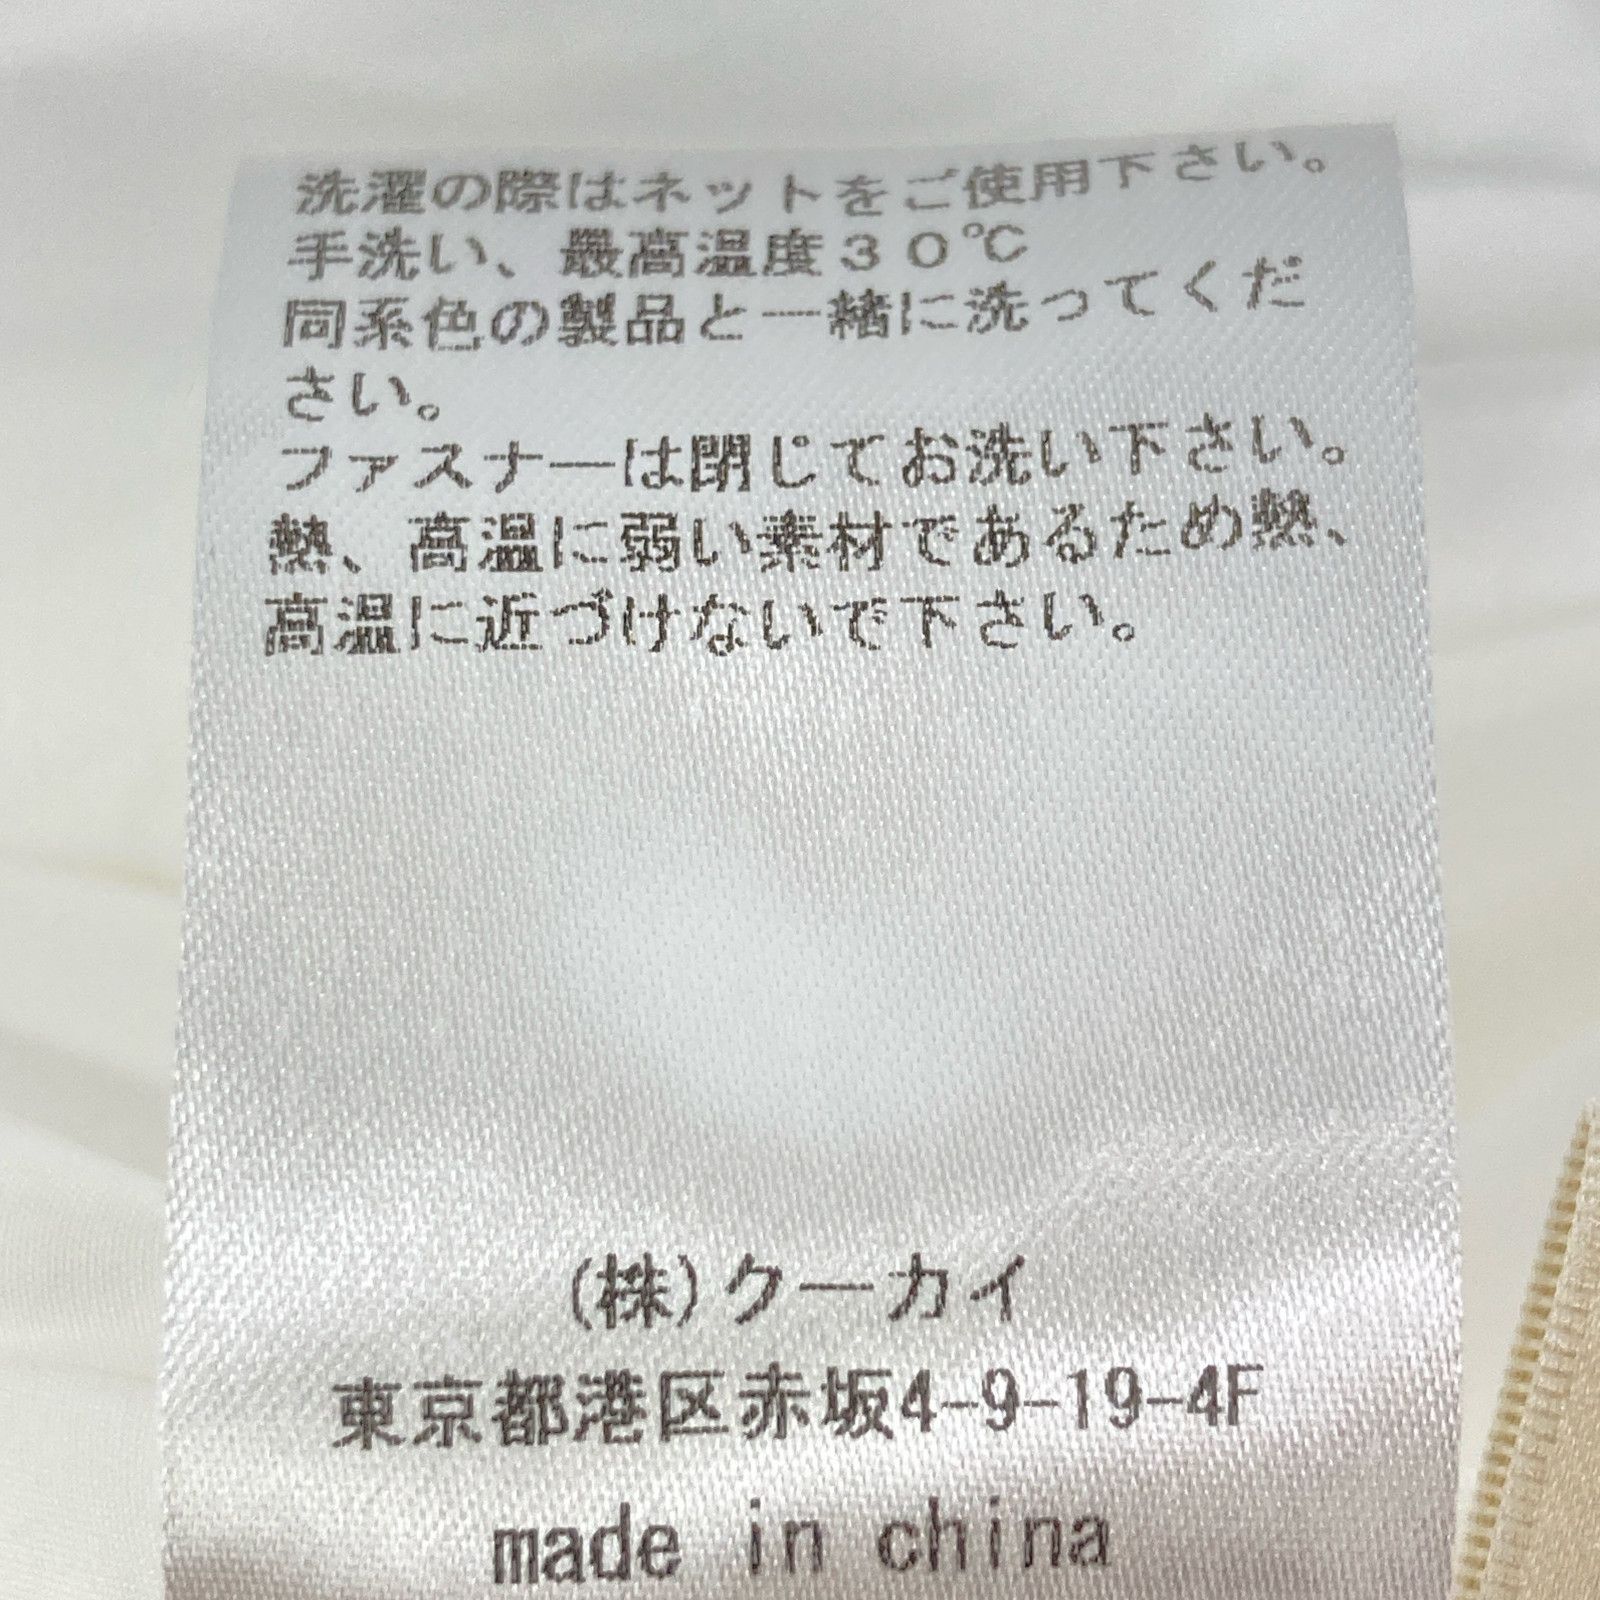 洗濯の際はネットをご使用下さい。
手洗い、最高温度30℃
同系色の製品と一緒に洗ってくだ
さい。
ファスナーは閉じてお洗い下さい。
熱、高温に弱い素材であるため熱、
高温に近づけないで下さい。
(株)クーカイ
東京都港区赤坂4-9-19-4F
made in china